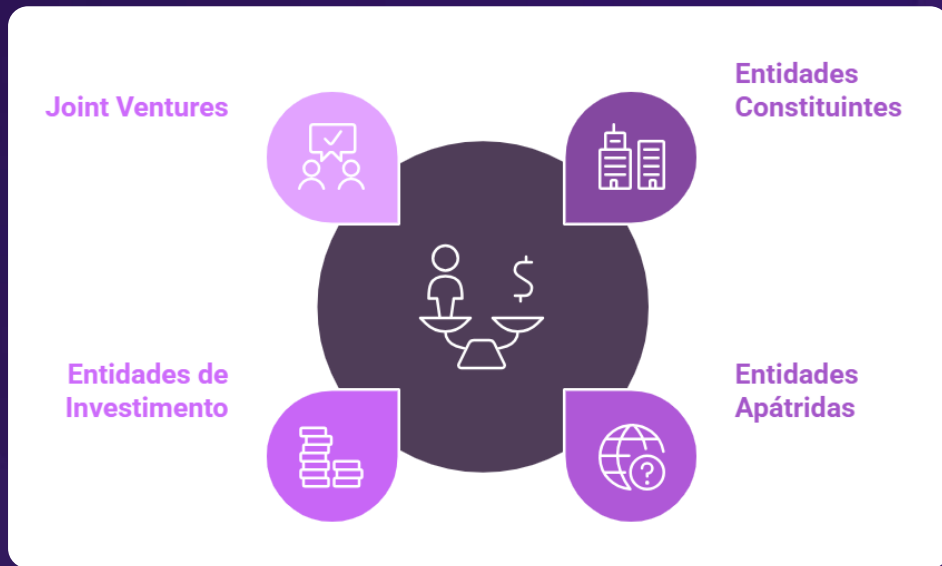 Joint Ventures
Entidades
Constituintes
Entidades de
Investimento
Entidades
Apátridas